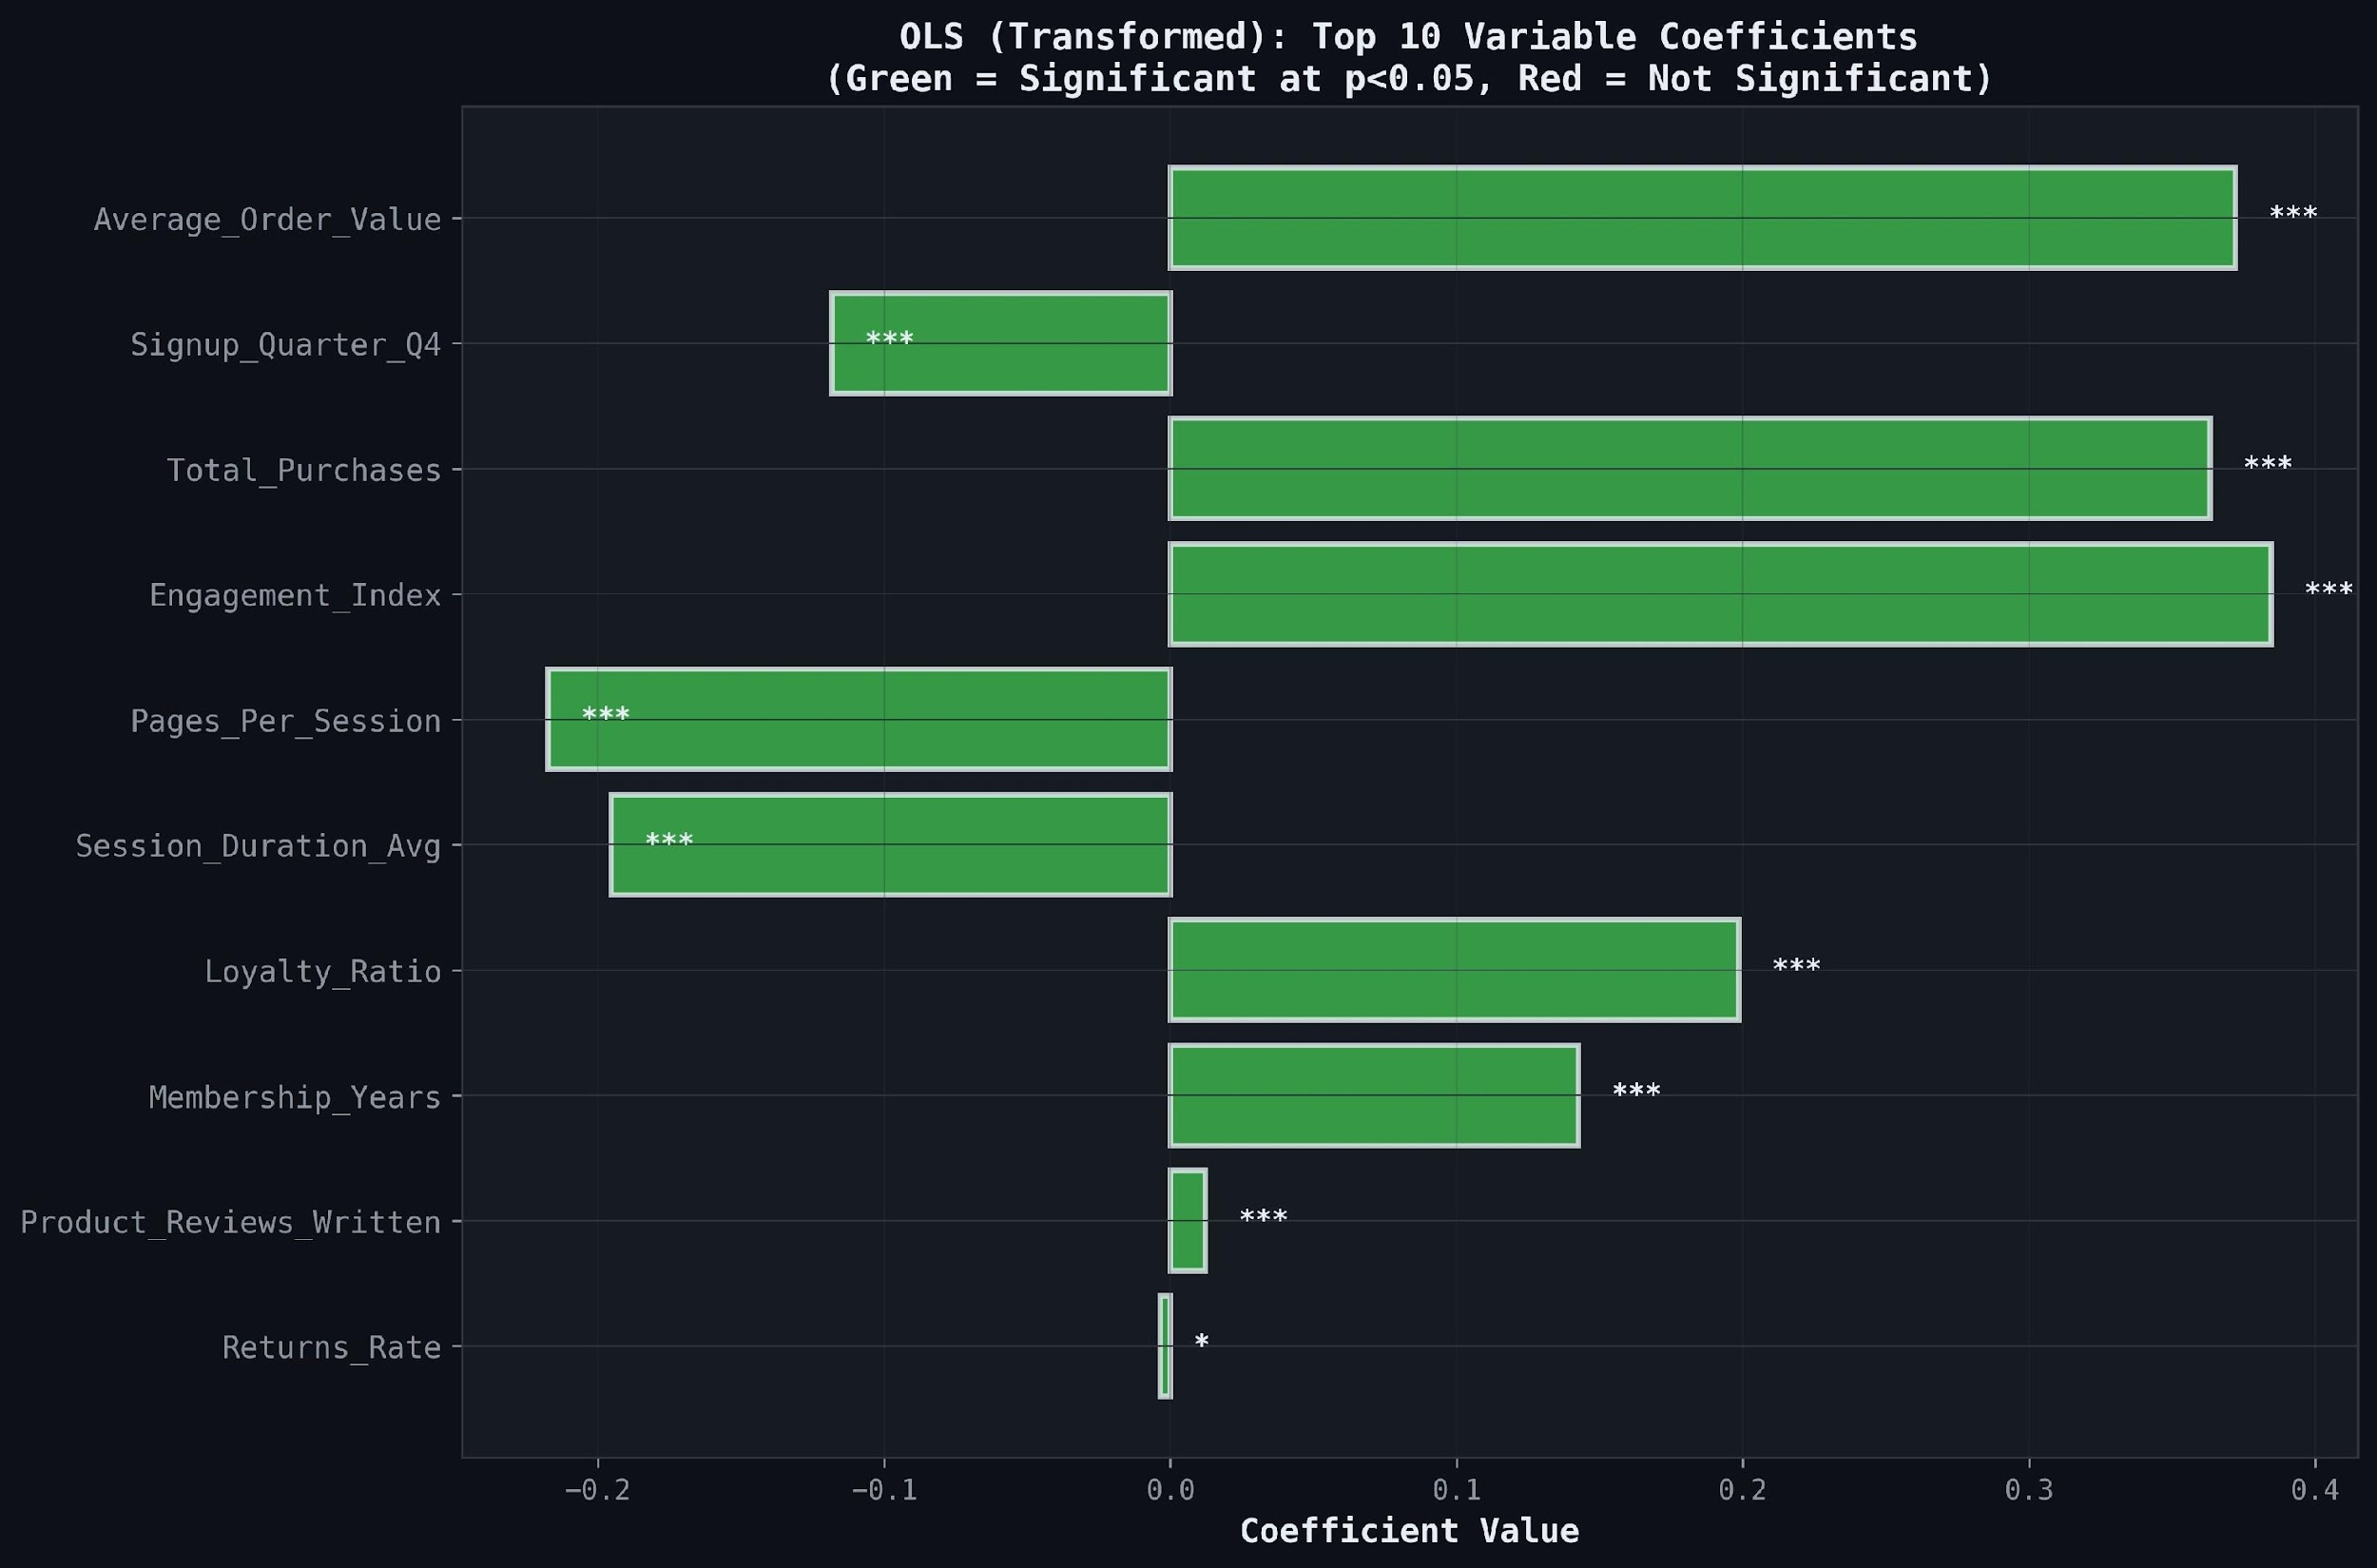 OLS (Transformed): Top 10 Variable Coefficients
(Green = Significant at p<0.05, Red = Not Significant)
Average_Order_Value ***
Signup_Quarter_Q4 ***
Total_Purchases ***
Engagement_Index ***
Pages_Per_Session ***
Session_Duration_Avg ***
Loyalty_Ratio ***
Membership_Years ***
Product_Reviews_Written ***
Returns_Rate *
−0.2 −0.1 0.0 0.1 0.2 0.3 0.4
Coefficient Value